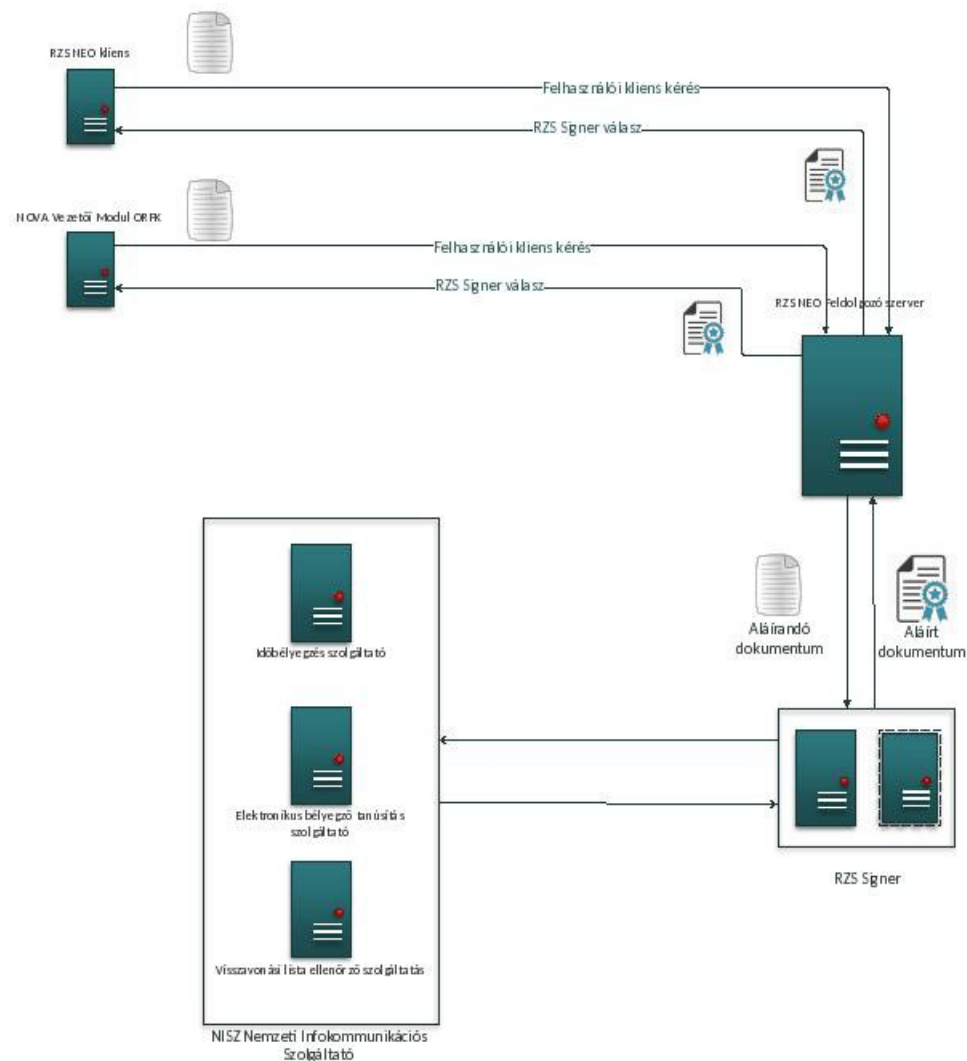 RZS NEO kliens
Felhasználói kliens kérés
RZS Signer válasz
NOVA Vezetői Modul ORFK
Felhasználói kliens kérés
RZS Signer válasz
RZS NEO Feldolgozó szerver
Időbélyegzés szolgáltató
Aláírandó
dokumentum
Aláírt
dokumentum
Elektronikus bélyegző tanúsítás
szolgáltató
RZS Signer
Visszavonási lista ellenőrző szolgáltatás
NISZ Nemzeti Infokommunikációs
Szolgáltató